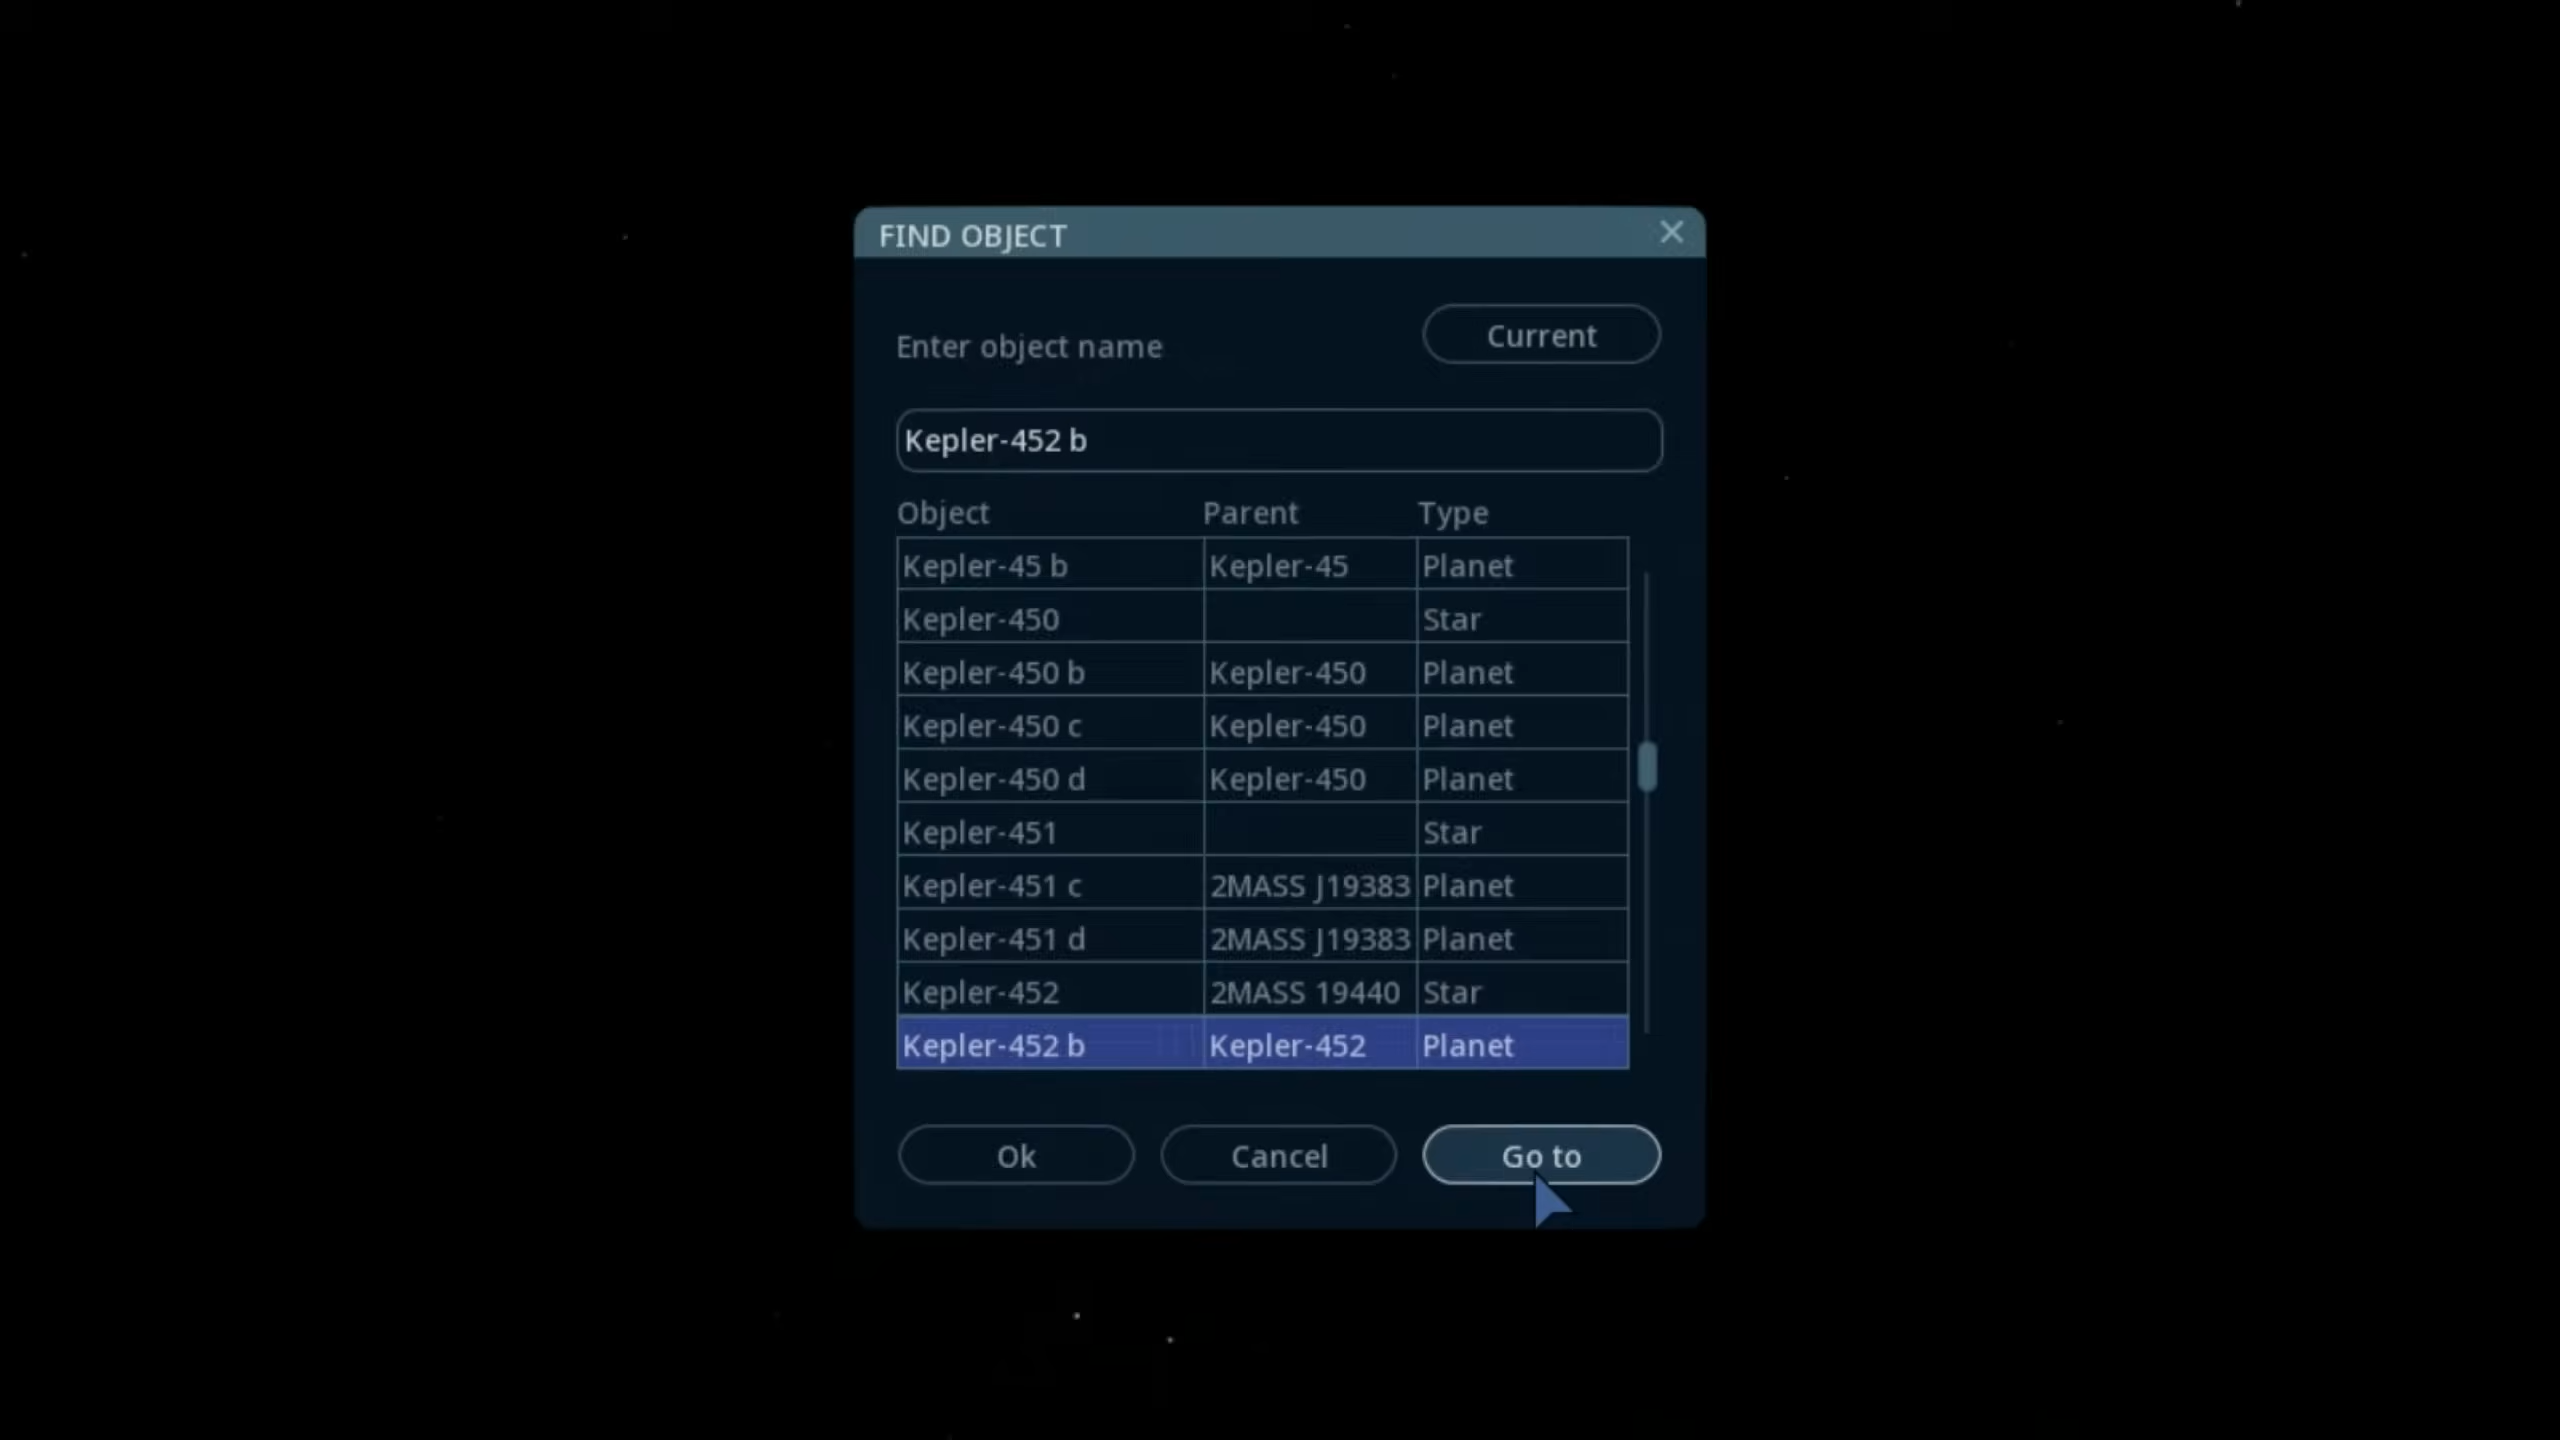 FIND OBJECT
Enter object name
Current
Kepler-452 b
Object Parent Type
Kepler-45 b Kepler-45 Planet
Kepler-450 Star
Kepler-450 b Kepler-450 Planet
Kepler-450 c Kepler-450 Planet
Kepler-450 d Kepler-450 Planet
Kepler-451 Star
Kepler-451 c 2MASS J19383 Planet
Kepler-451 d 2MASS J19383 Planet
Kepler-452 2MASS 19440 Star
Kepler-452 b Kepler-452 Planet
Ok Cancel Go to